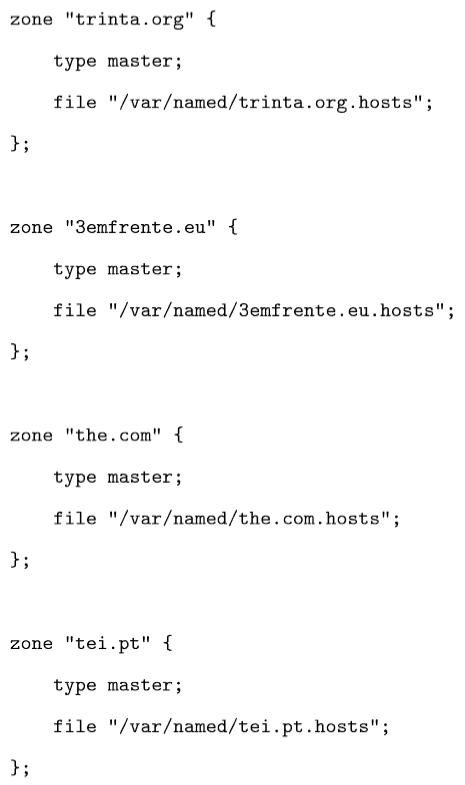 zone "trinta.org" {
type master;
file "/var/named/trinta.org.hosts";
};
zone "3emfrente.eu" {
type master;
file "/var/named/3emfrente.eu.hosts";
};
zone "the.com" {
type master;
file "/var/named/the.com.hosts";
};
zone "tei.pt" {
type master;
file "/var/named/tei.pt.hosts";
};